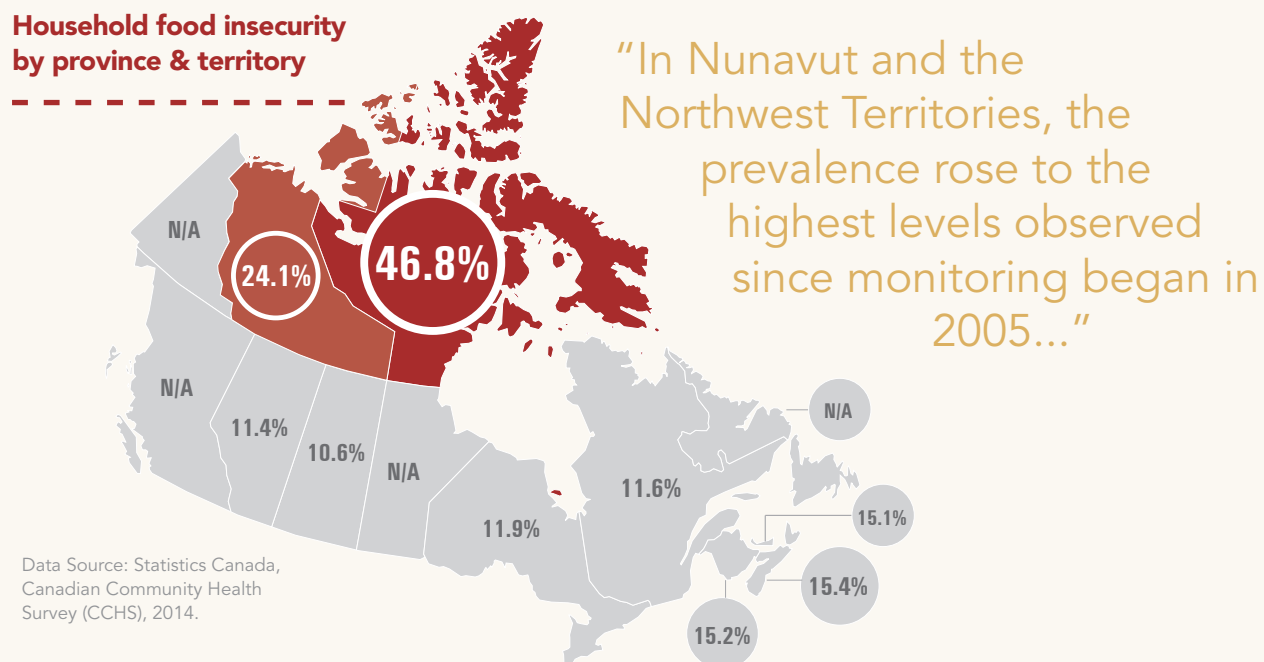 Household food insecurity
by province & territory
“In Nunavut and the
Northwest Territories, the
prevalence rose to the
highest levels observed
since monitoring began in
2005...”
N/A
24.1%
46.8%
N/A
11.4%
10.6%
N/A
11.9%
11.6%
N/A
15.1%
15.4%
15.2%
Data Source: Statistics Canada,
Canadian Community Health
Survey (CCHS), 2014.